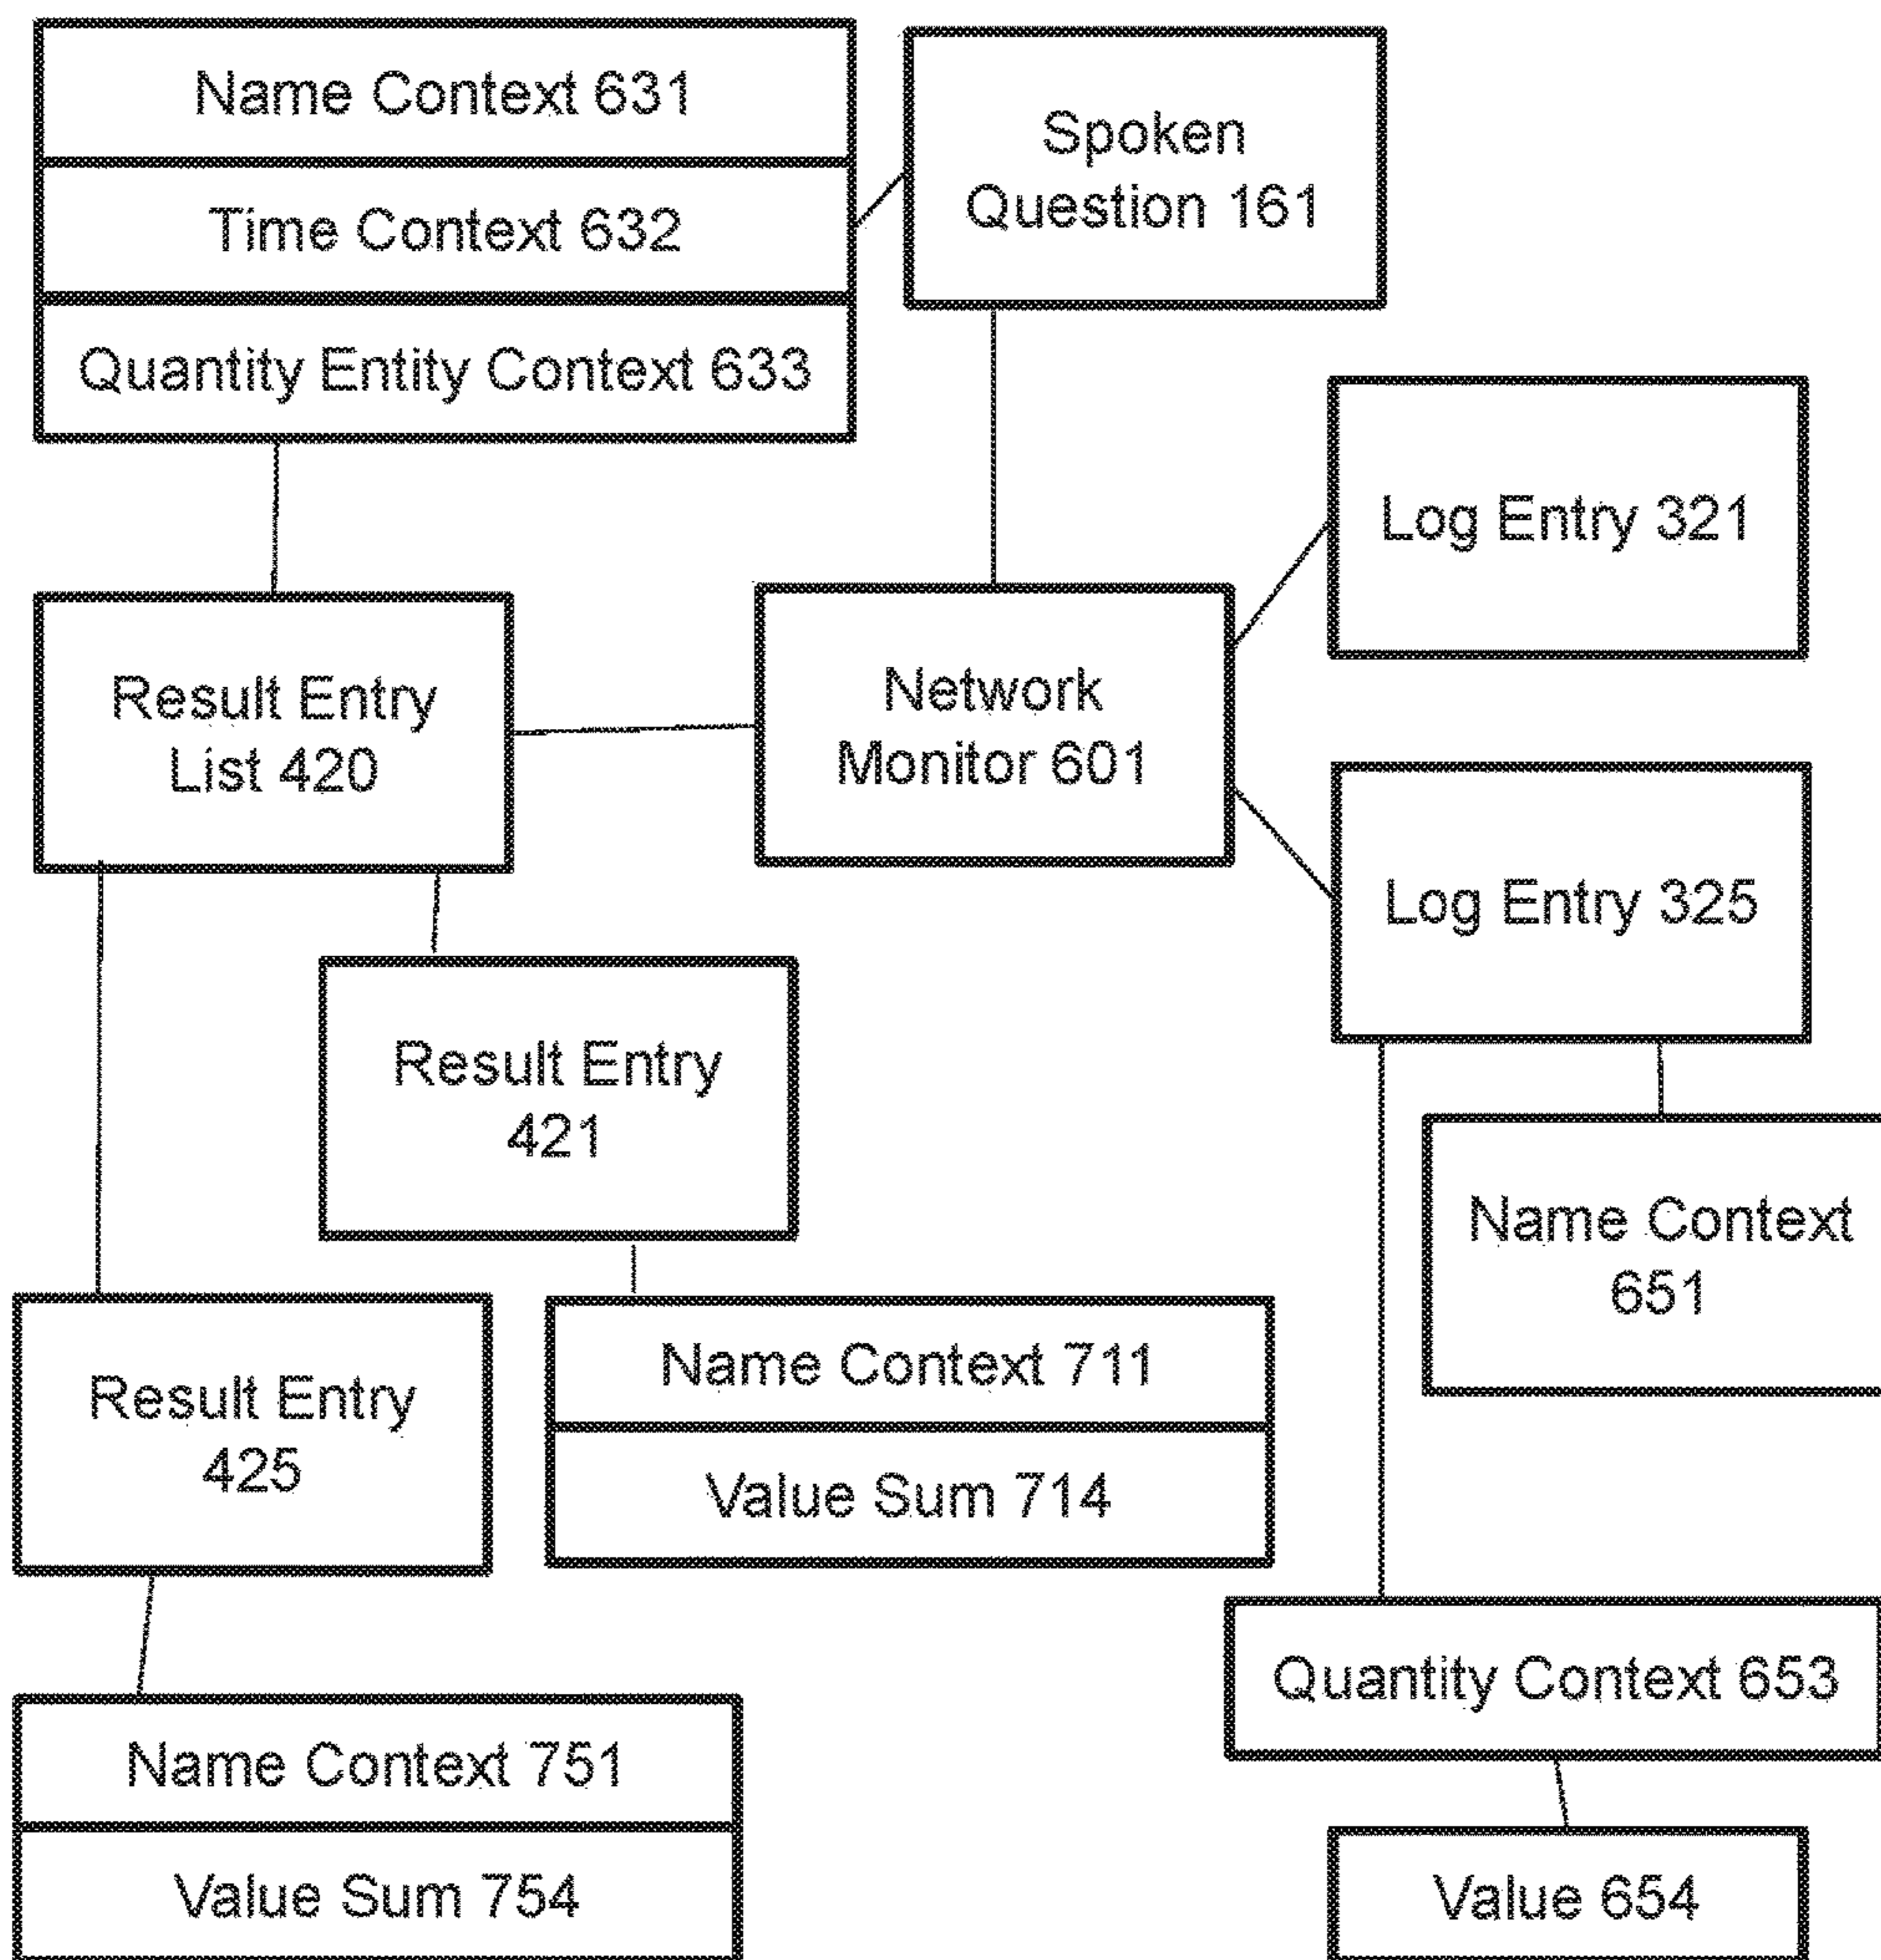 Name Context 631
Time Context 632
Quantity Entity Context 633
Spoken
Question 161
Log Entry 321
Result Entry
List 420
Network
Monitor 601
Log Entry 325
Result Entry
421
Name Context
651
Result Entry
425
Name Context 711
Value Sum 714
Quantity Context 653
Name Context 751
Value Sum 754
Value 654